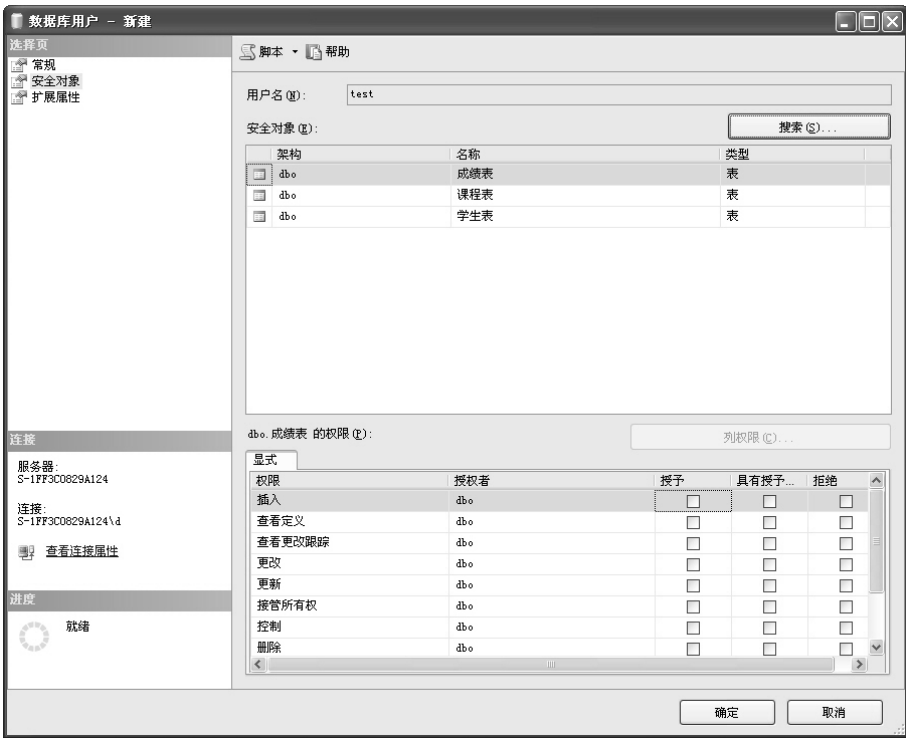 数据库用户 - 新建
选择页
常规
安全对象
扩展属性
脚本 帮助
用户名(N): test
安全对象(E): 搜索(S)...
架构 名称 类型
dbo 成绩表 表
dbo 课程表 表
dbo 学生表 表
连接
服务器:
S-1FF3C0829A124
连接:
S-1FF3C0829A124\d
查看连接属性
进度
就绪
dbo.成绩表 的权限(P): 列权限(C)...
显式
权限 授权者 授予 具有授予... 拒绝
插入 dbo
查看定义 dbo
查看更改跟踪 dbo
更改 dbo
更新 dbo
接管所有权 dbo
控制 dbo
删除 dbo
确定 取消